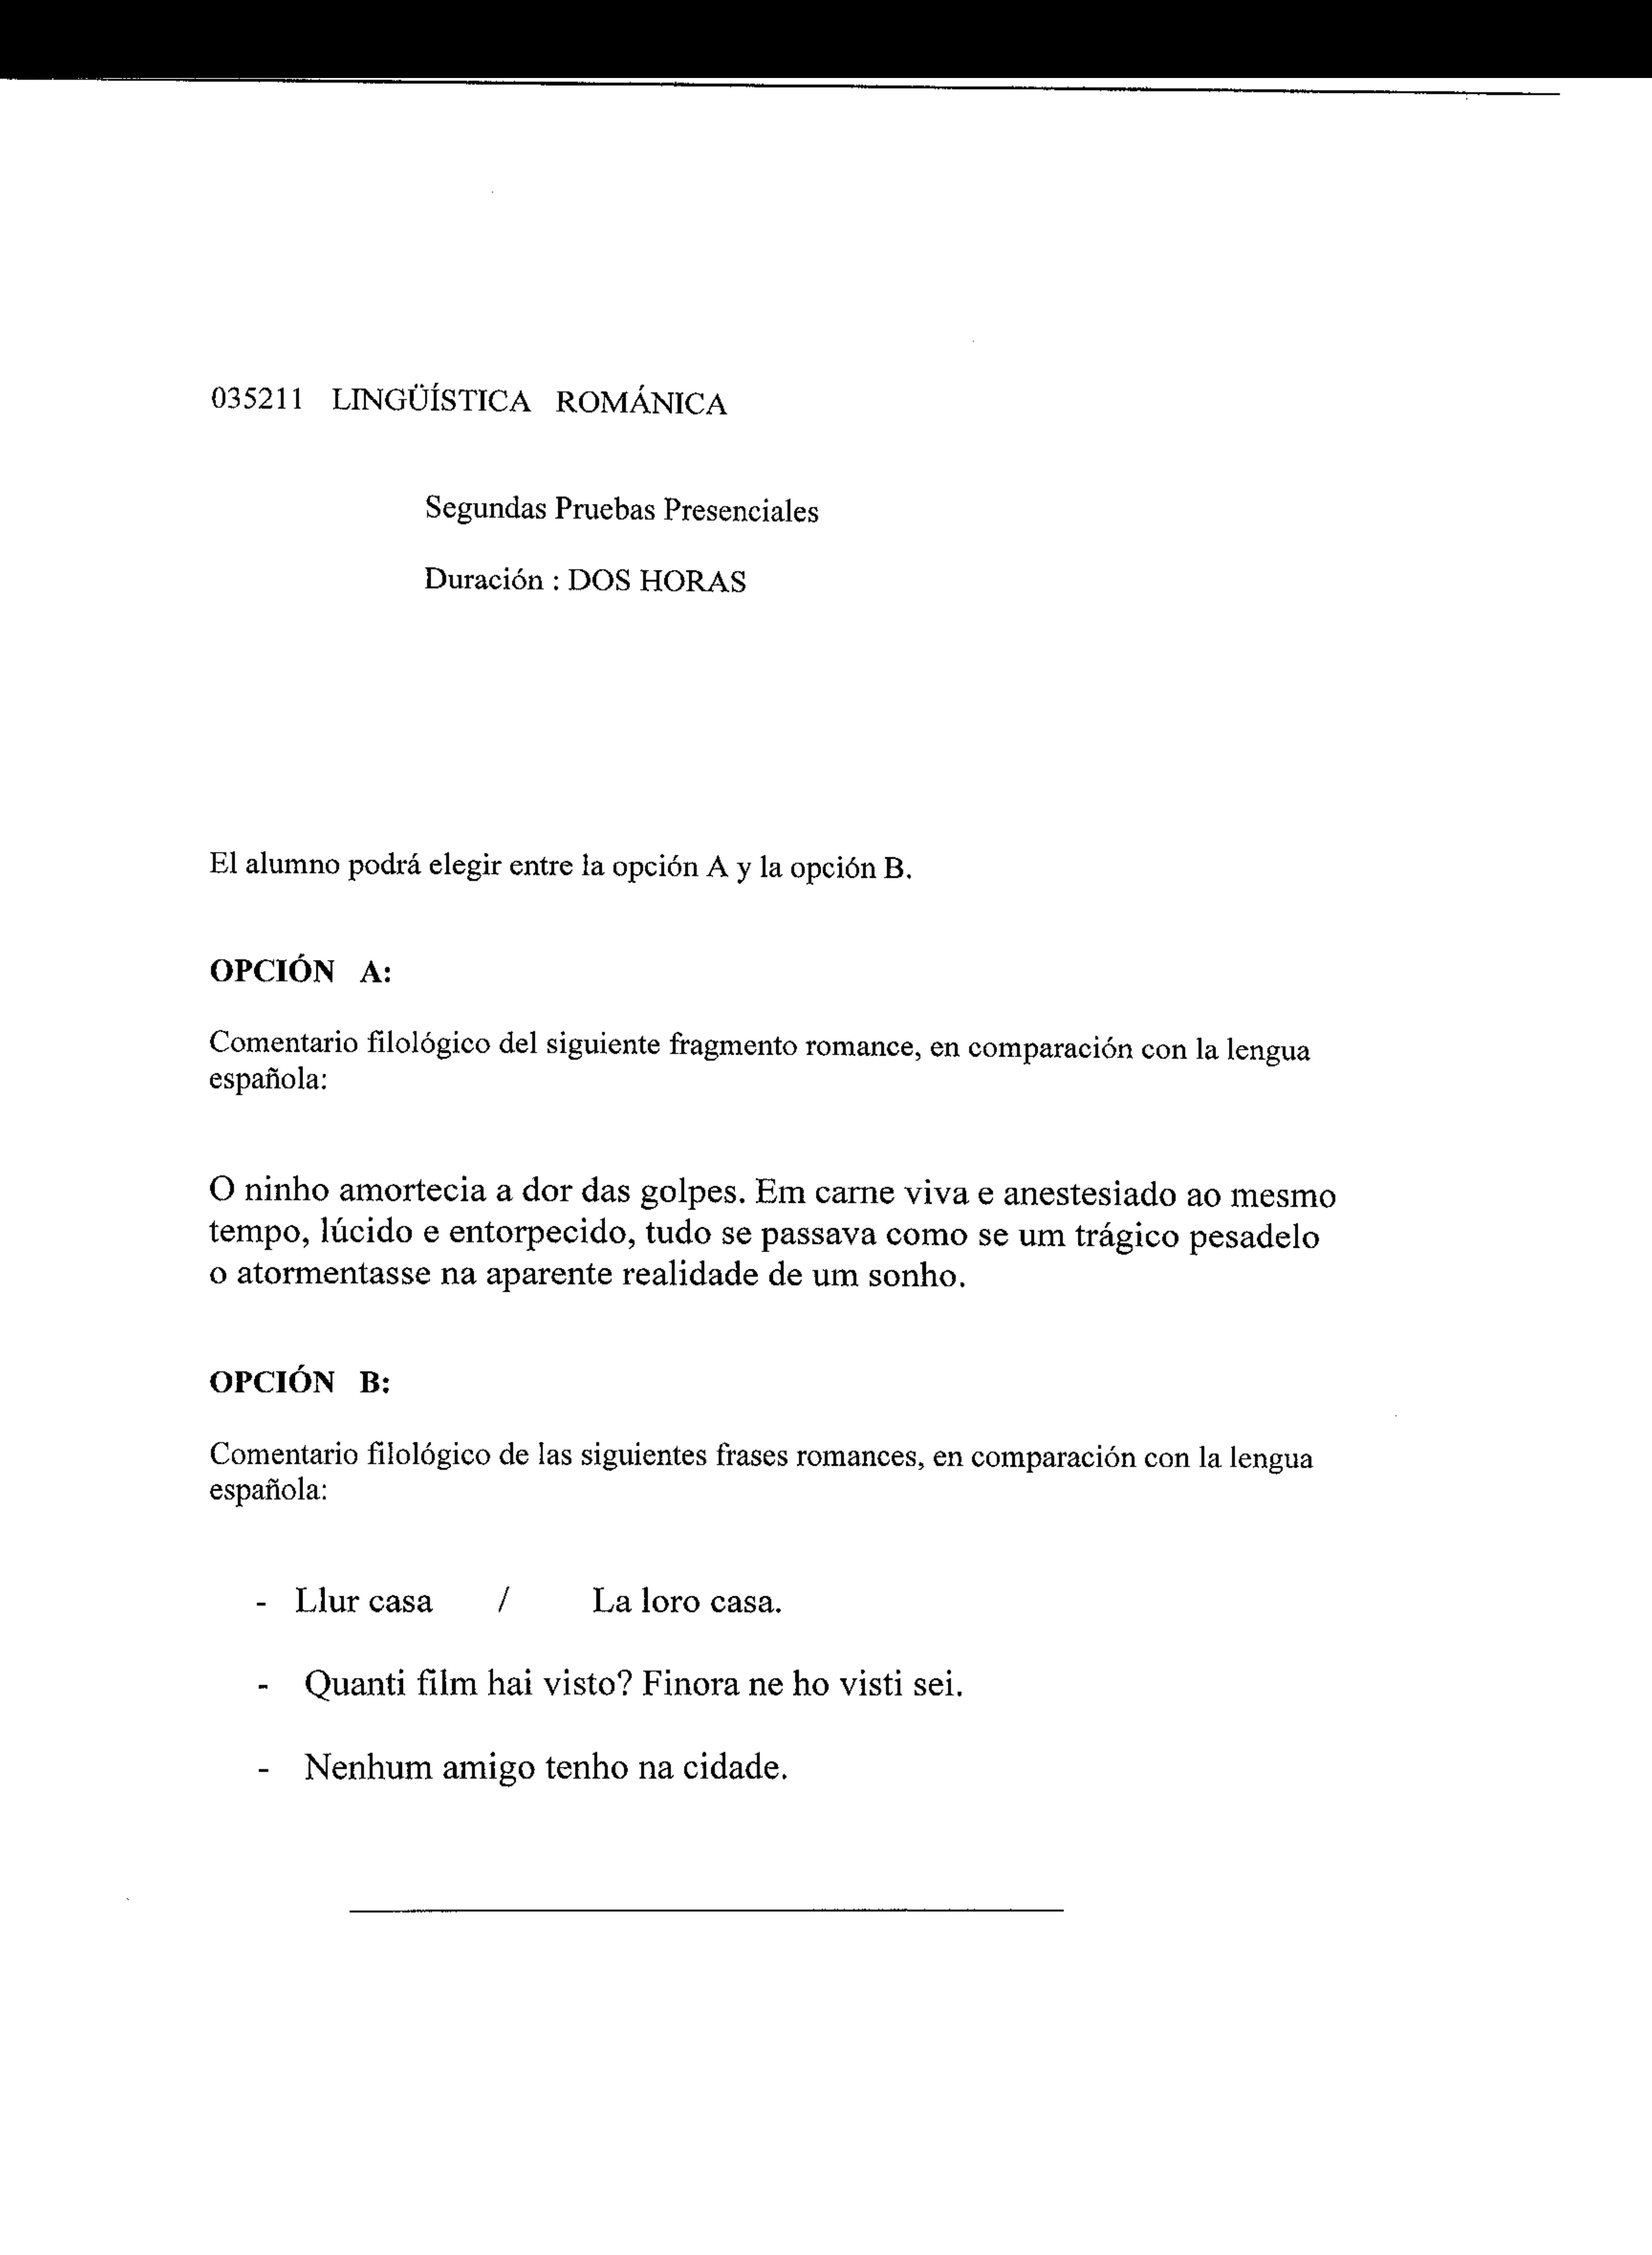 035211 LINGÜÍSTICA ROMÁNICA
Segundas Pruebas Presenciales
Duración : DOS HORAS
El alumno podrá elegir entre la opción A y la opción B.
OPCIÓN A:
Comentario filológico del siguiente fragmento romance, en comparación con la lengua
española:
O ninho amortecia a dor das golpes. Em carne viva e anestesiado ao mesmo
tempo, lúcido e entorpecido, tudo se passava como se um trágico pesadelo
o atormentasse na aparente realidade de um sonho.
OPCIÓN B:
Comentario filológico de las siguientes frases romances, en comparación con la lengua
española:
- Llur casa / La loro casa.
- Quanti film hai visto? Finora ne ho visti sei.
- Nenhum amigo tenho na cidade.